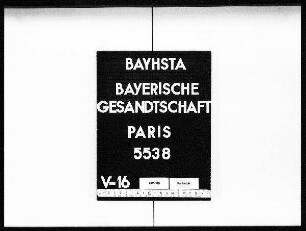 BAYHSTA
BAYERISCHE
GESANDTSCHAFT
PARIS
5538
V-16